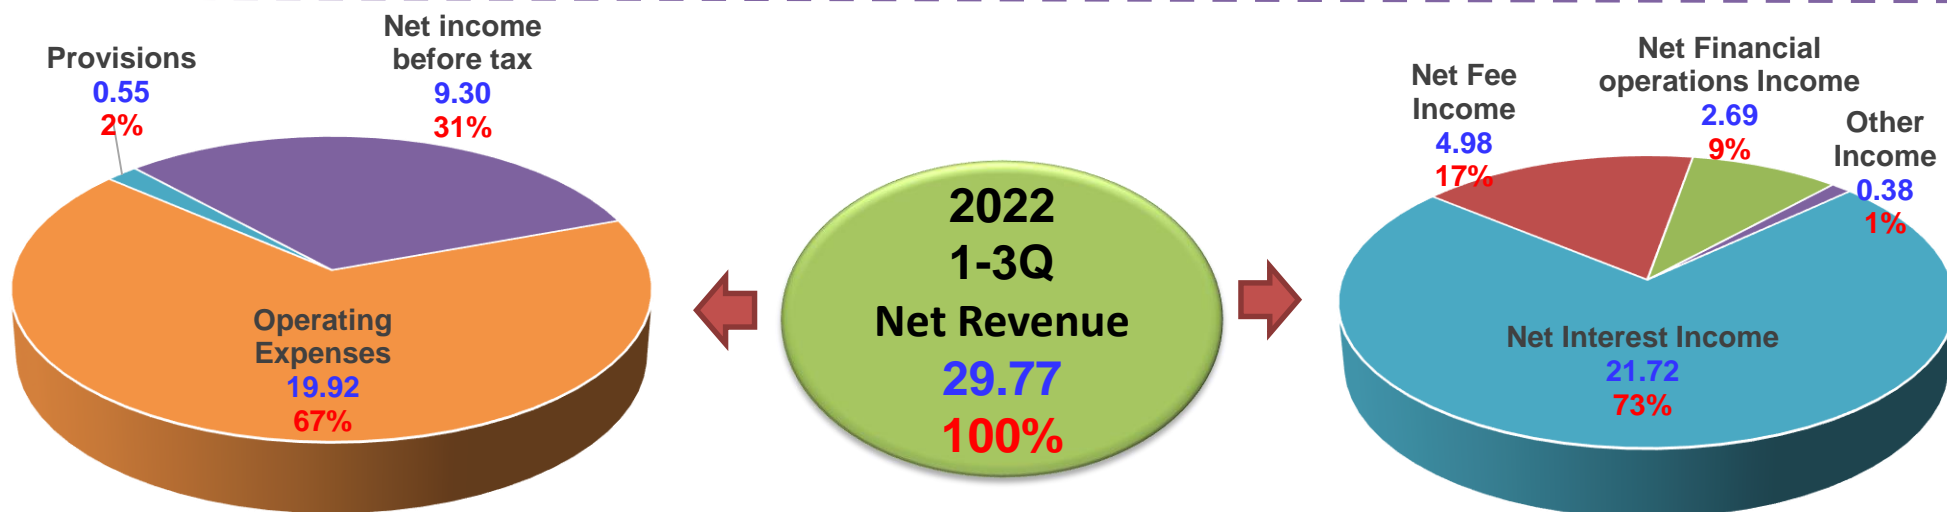 Provisions
0.55
2%
Net income
before tax
9.30
31%
Operating
Expenses
19.92
67%
2022
1-3Q
Net Revenue
29.77
100%
Net Fee
Income
4.98
17%
Net Financial
operations Income
2.69
9%
Other
Income
0.38
1%
Net Interest Income
21.72
73%